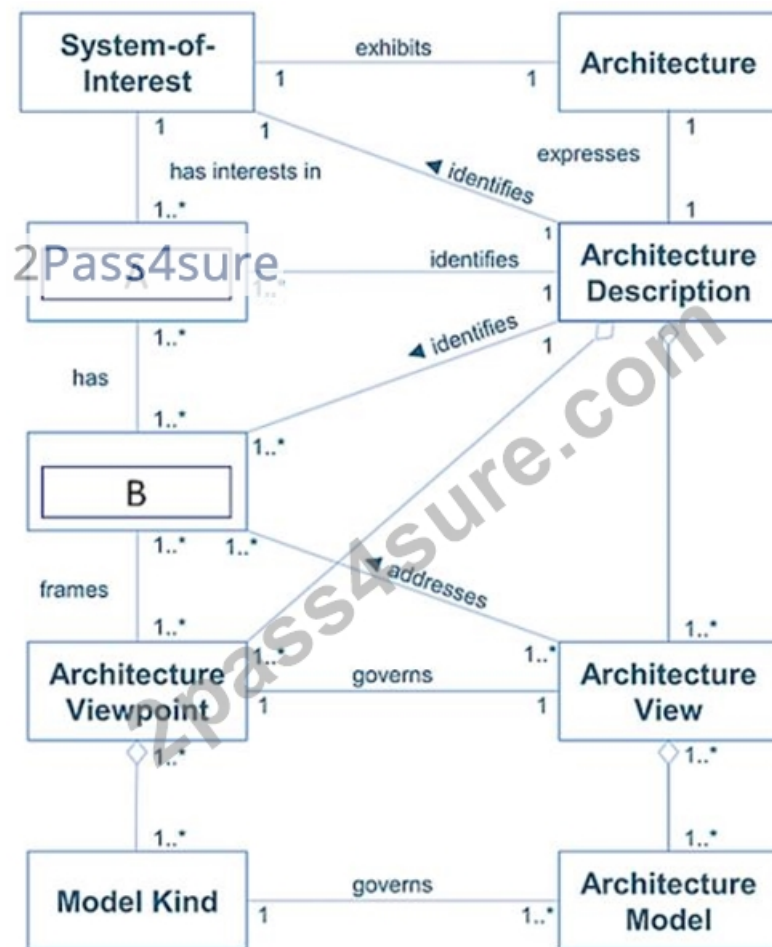 System-of-
Interest
exhibits
Architecture
1
1
1
1
1
has interests in
identifies
expresses
1..*
1
1
2Pass4sure
A
1..*
identifies
1
Architecture
Description
1..*
has
identifies
1
1..*
1..*
B
1..*
1..*
frames
addresses
1..*
1..*
1..*
1..*
Architecture
Viewpoint
governs
1
1
Architecture
View
1..*
1..*
1..*
1..*
Model Kind
governs
1
1..*
Architecture
Model
2pass4sure.com